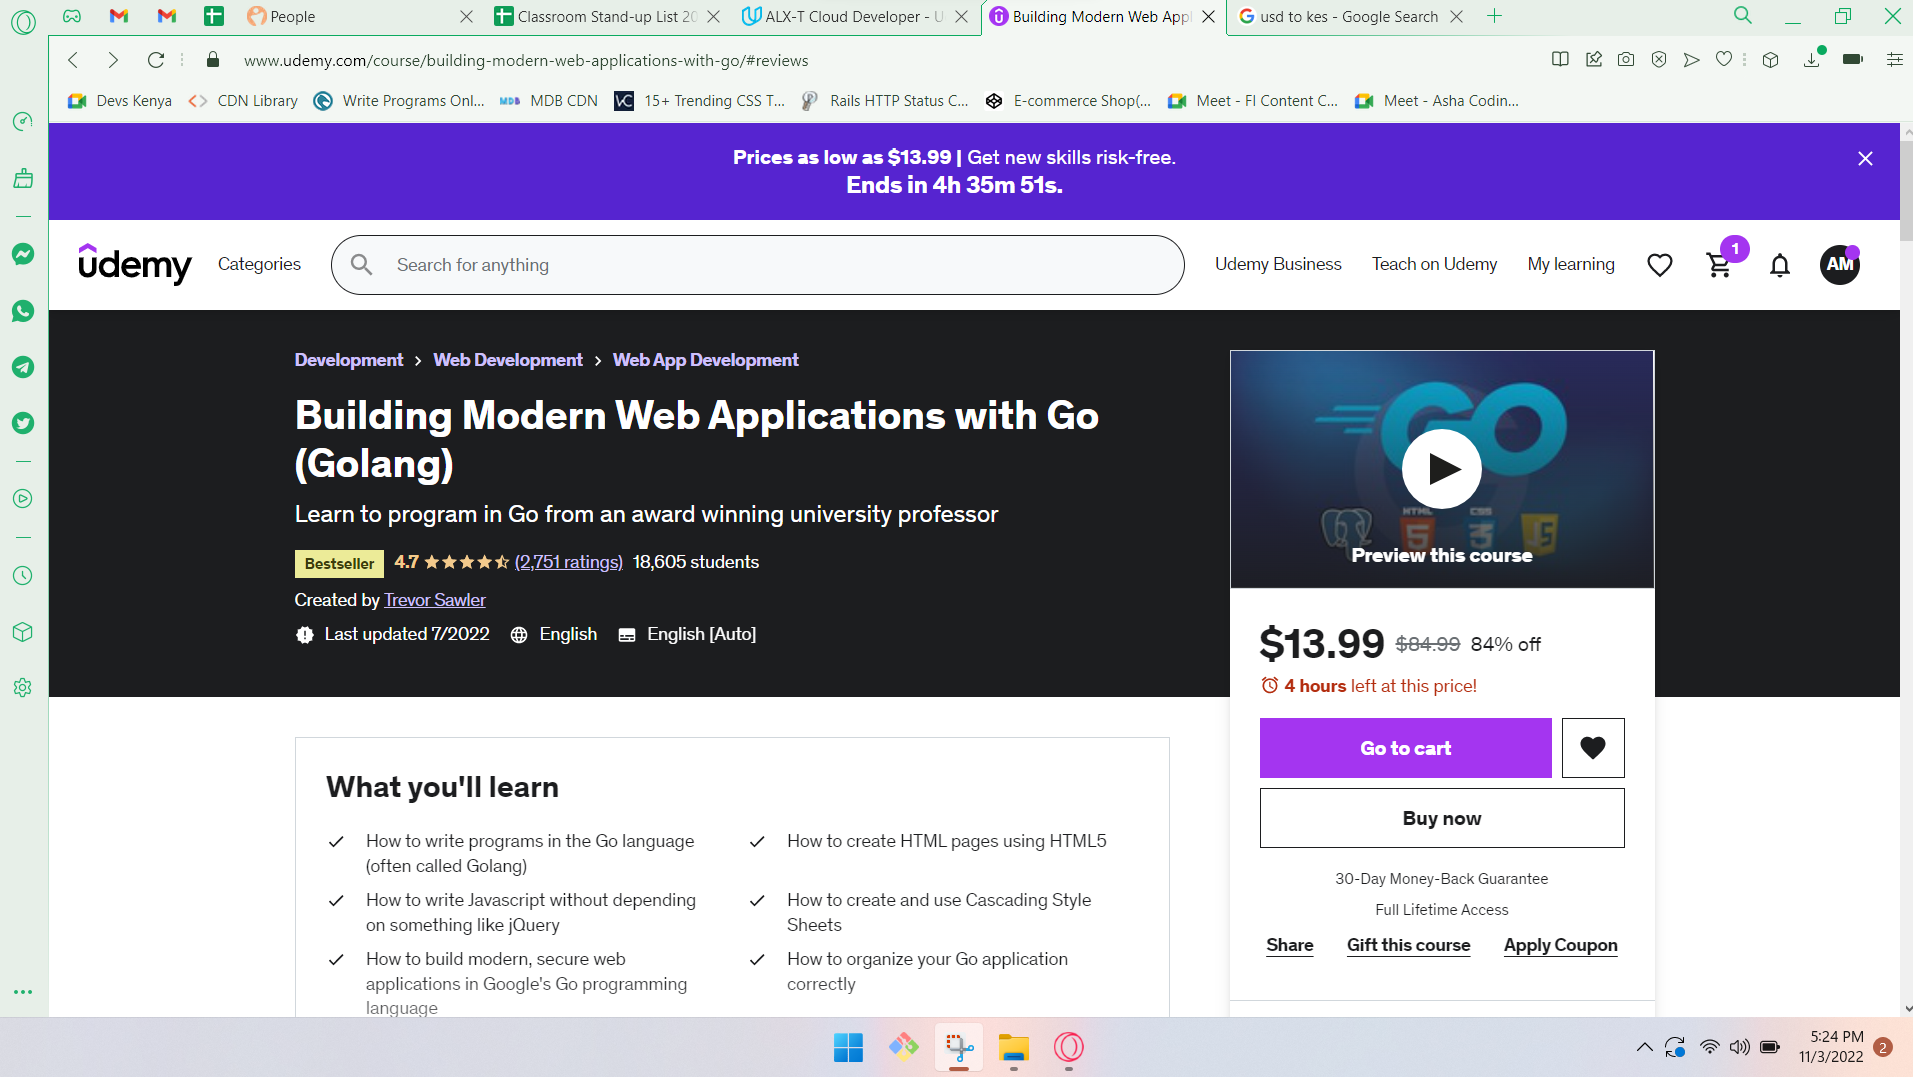 People
Classroom Stand-up List 20
ALX-T Cloud Developer - U
Building Modern Web Appl
usd to kes - Google Search
www.udemy.com/course/building-modern-web-applications-with-go/#reviews
Devs Kenya
CDN Library
Write Programs Onl...
MDB CDN
15+ Trending CSS T...
Rails HTTP Status C...
E-commerce Shop(...
Meet - FI Content C...
Meet - Asha Codin...
Prices as low as $13.99 | Get new skills risk-free.
Ends in 4h 35m 51s.
udemy
Categories
Search for anything
Udemy Business
Teach on Udemy
My learning
1
AM
Development > Web Development > Web App Development
Building Modern Web Applications with Go
(Golang)
Learn to program in Go from an award winning university professor
Bestseller 4.7 (2,751 ratings) 18,605 students
Created by Trevor Sawler
Last updated 7/2022 English English [Auto]
GO
HTML
5
CSS
3
Preview this course
$13.99 $84.99 84% off
4 hours left at this price!
Go to cart
Buy now
30-Day Money-Back Guarantee
Full Lifetime Access
Share
Gift this course
Apply Coupon
What you'll learn
How to write programs in the Go language
(often called Golang)
How to create HTML pages using HTML5
How to write Javascript without depending
on something like jQuery
How to create and use Cascading Style
Sheets
How to build modern, secure web
applications in Google's Go programming
language
How to organize your Go application
correctly
5:24 PM
11/3/2022
2